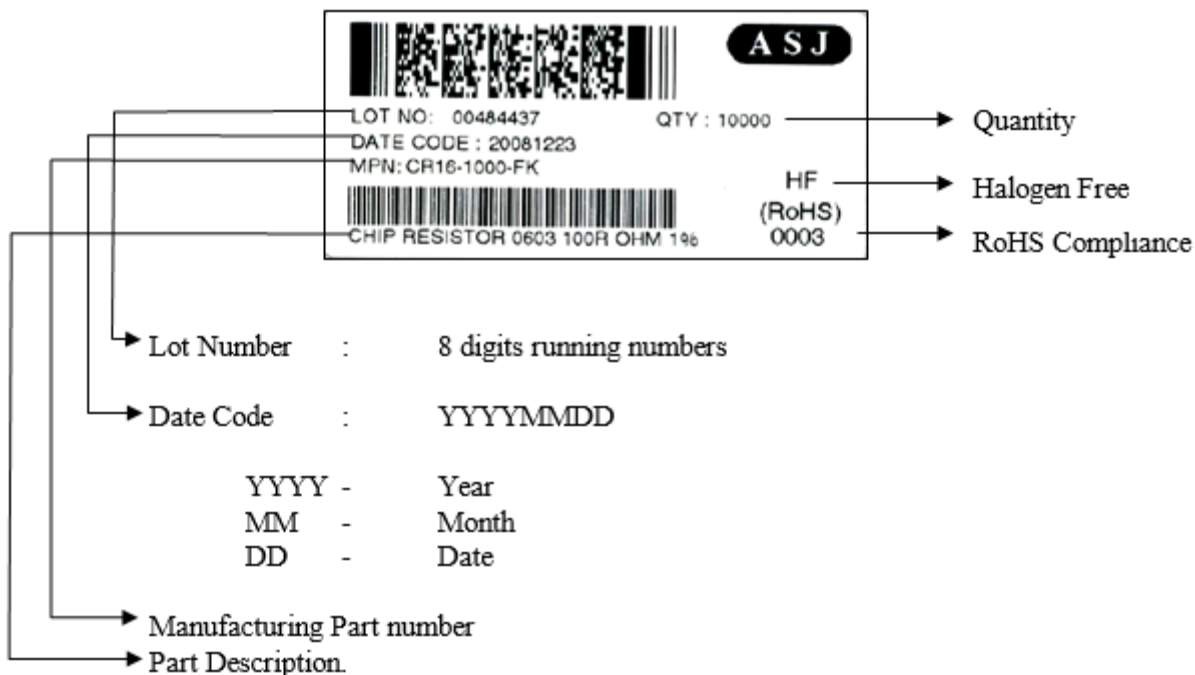 A S J
LOT NO: 00484437 QTY : 10000
Quantity
DATE CODE : 20081223
MPN: CR16-1000-FK
HF
Halogen Free
(RoHS)
CHIP RESISTOR 0603 100R OHM 1%
0003
RoHS Compliance
Lot Number : 8 digits running numbers
Date Code : YYYYMMDD
YYYY - Year
MM - Month
DD - Date
Manufacturing Part number
Part Description.